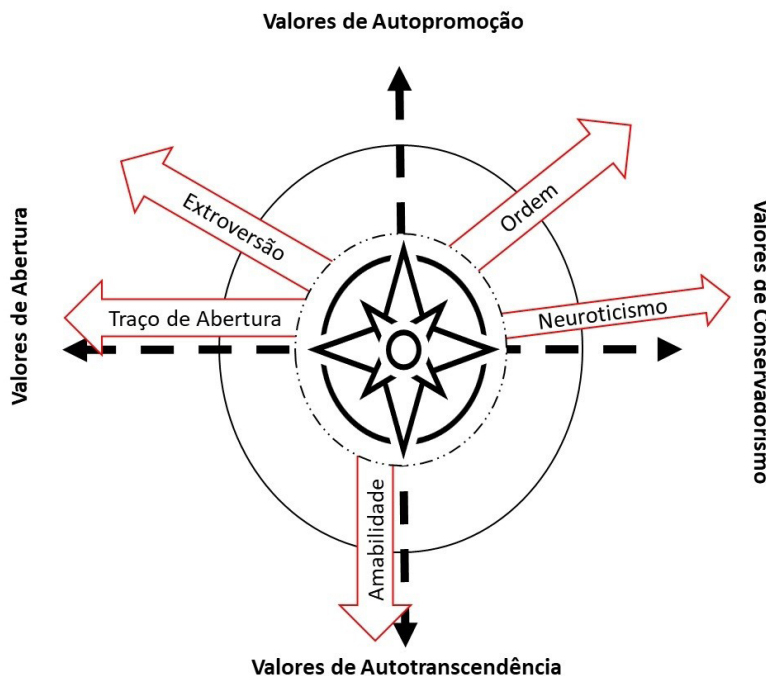 Valores de Autopromoção
Extroversão
Ordem
Valores de Abertura
Traço de Abertura
Neuroticismo
Valores de Conservadorismo
Amabilidade
Valores de Autotranscendência